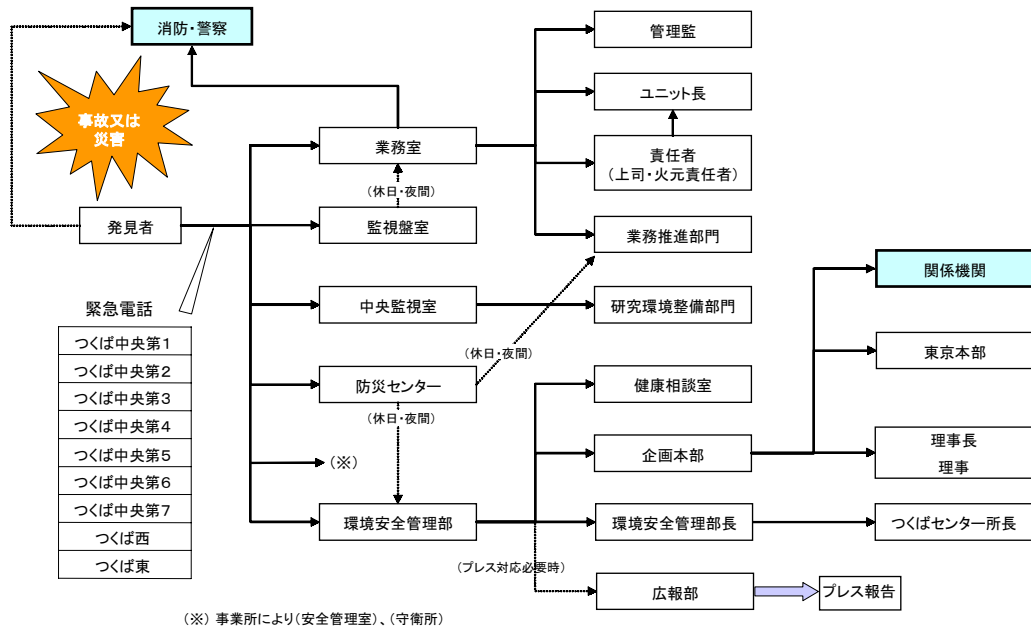 消防・警察
管理監
ユニット長
事故又は
災害
業務室
責任者
(上司・火元責任者)
(休日・夜間)
発見者
監視盤室
業務推進部門
関係機関
緊急電話
中央監視室
研究環境整備部門
つくば中央第1
つくば中央第2
つくば中央第3
つくば中央第4
つくば中央第5
つくば中央第6
つくば中央第7
つくば西
つくば東
(休日・夜間)
東京本部
防災センター
健康相談室
(休日・夜間)
企画本部
理事長
理事
(※)
環境安全管理部
環境安全管理部長
つくばセンター所長
(プレス対応必要時)
広報部
プレス報告
(※) 事業所により(安全管理室)、(守衛所)